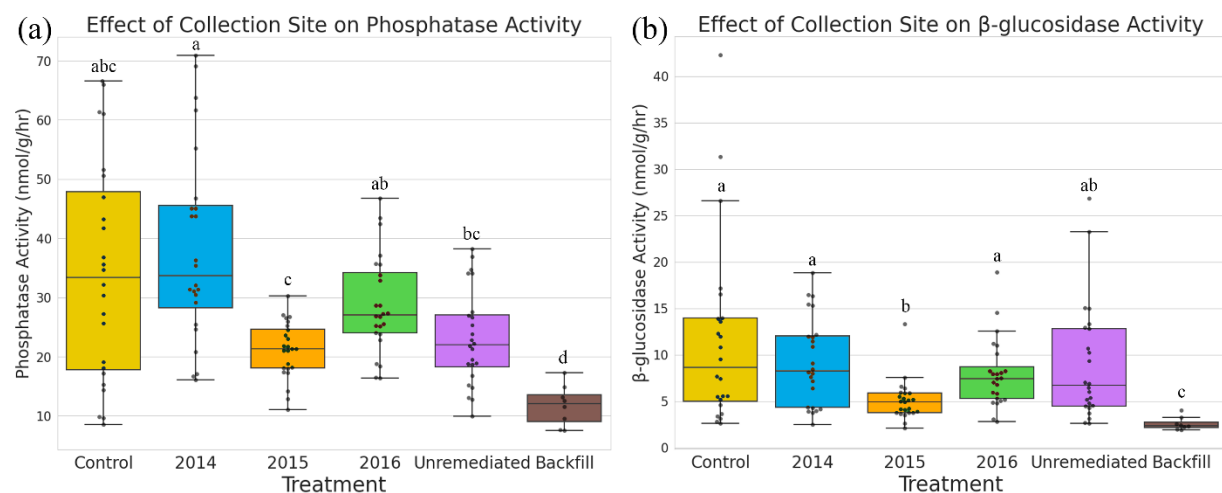 (a) Effect of Collection Site on Phosphatase Activity
Phosphatase Activity (nmol/g/hr)
70
60
50
40
30
20
10
abc
a
c
ab
bc
d
Control 2014 2015 2016 Unremediated Backfill
Treatment
(b) Effect of Collection Site on β-glucosidase Activity
β-glucosidase Activity (nmol/g/hr)
40
35
30
25
20
15
10
5
0
a
a
b
a
ab
c
Control 2014 2015 2016 Unremediated Backfill
Treatment